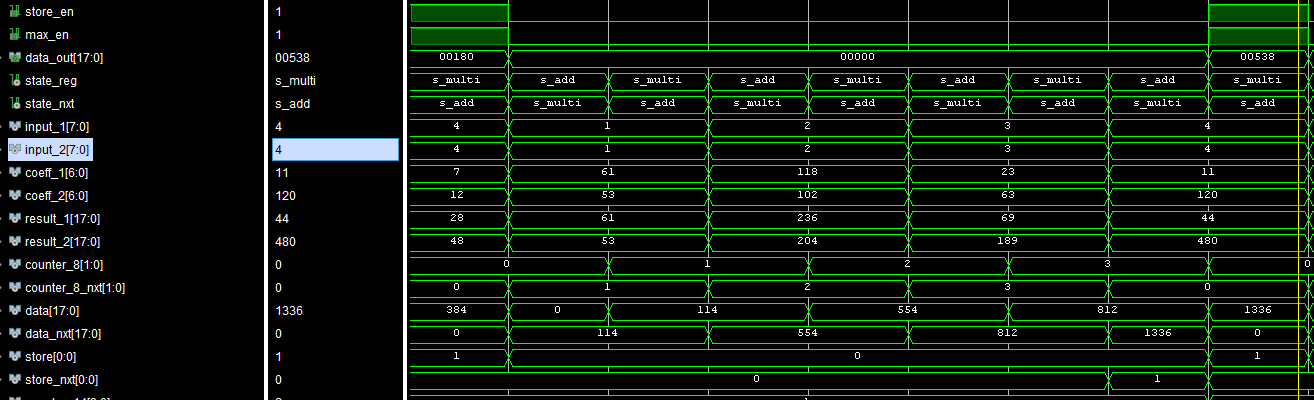 store_en 1
max_en 1
data_out[17:0] 00538 00180 00000 00538
state_reg s_multi s_multi s_add s_multi s_add s_multi s_add s_multi s_add s_multi
state_nxt s_add s_add s_multi s_add s_multi s_add s_multi s_add s_multi s_add
input_1[7:0] 4 4 1 2 3 4
input_2[7:0] 4 4 1 2 3 4
coeff_1[6:0] 11 7 61 118 23 11
coeff_2[6:0] 120 12 53 102 63 120
result_1[17:0] 44 28 61 236 69 44
result_2[17:0] 480 48 53 204 189 480
counter_8[1:0] 0 0 1 2 3 0
counter_8_nxt[1:0] 0 0 1 2 3 0
data[17:0] 1336 384 0 114 554 812 1336
data_nxt[17:0] 0 0 114 554 812 1336 0
store[0:0] 1 1 0 1
store_nxt[0:0] 0 0 1